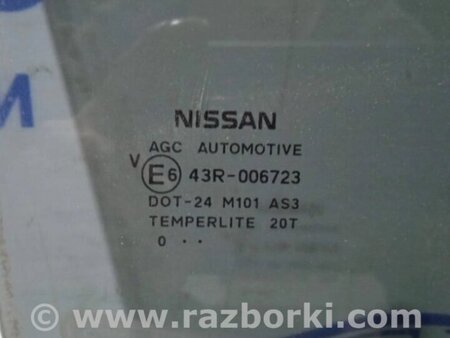 NISSAN
AGC AUTOMOTIVE
V E6 43R-006723
DOT-24 M101 AS3
TEMPERLITE 20T
0 ..
www.razborki.com